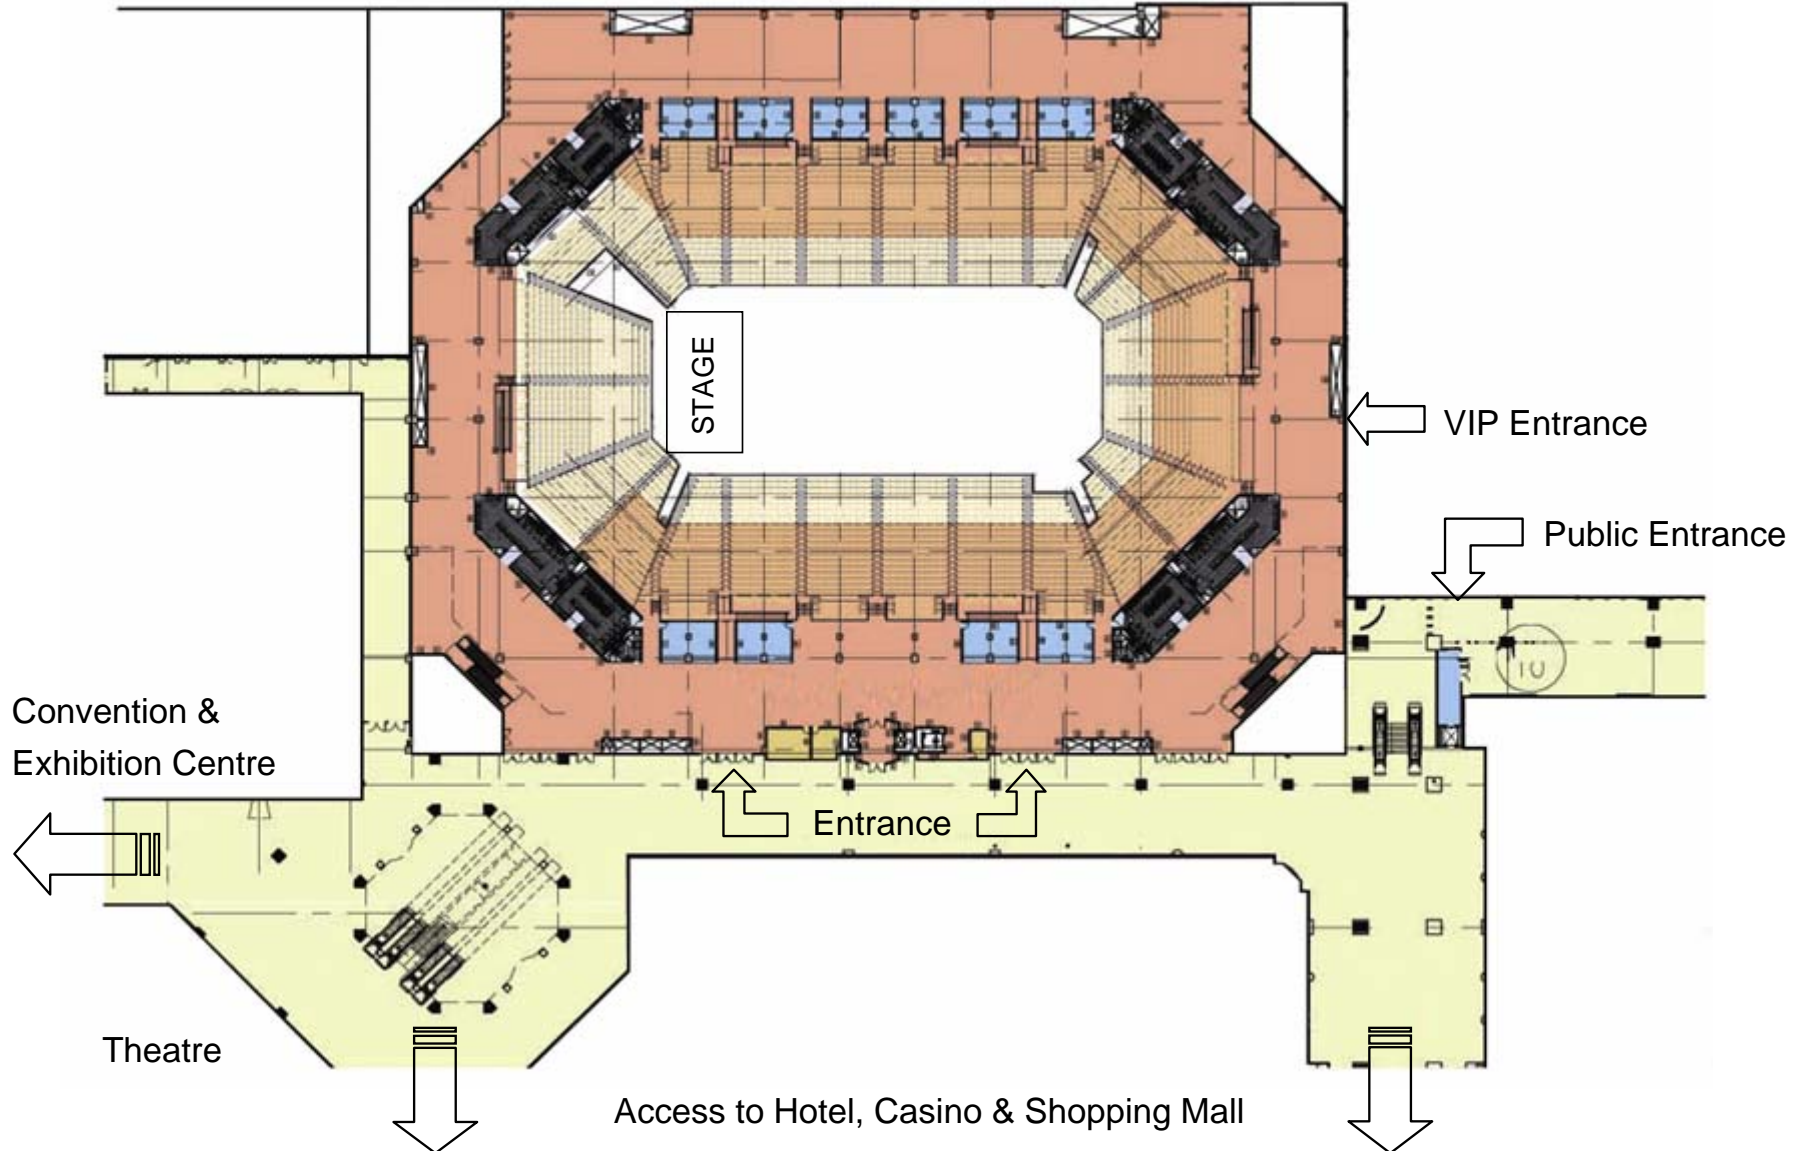 STAGE
VIP Entrance
Public Entrance
Convention &
Exhibition Centre
Entrance
Theatre
Access to Hotel, Casino & Shopping Mall